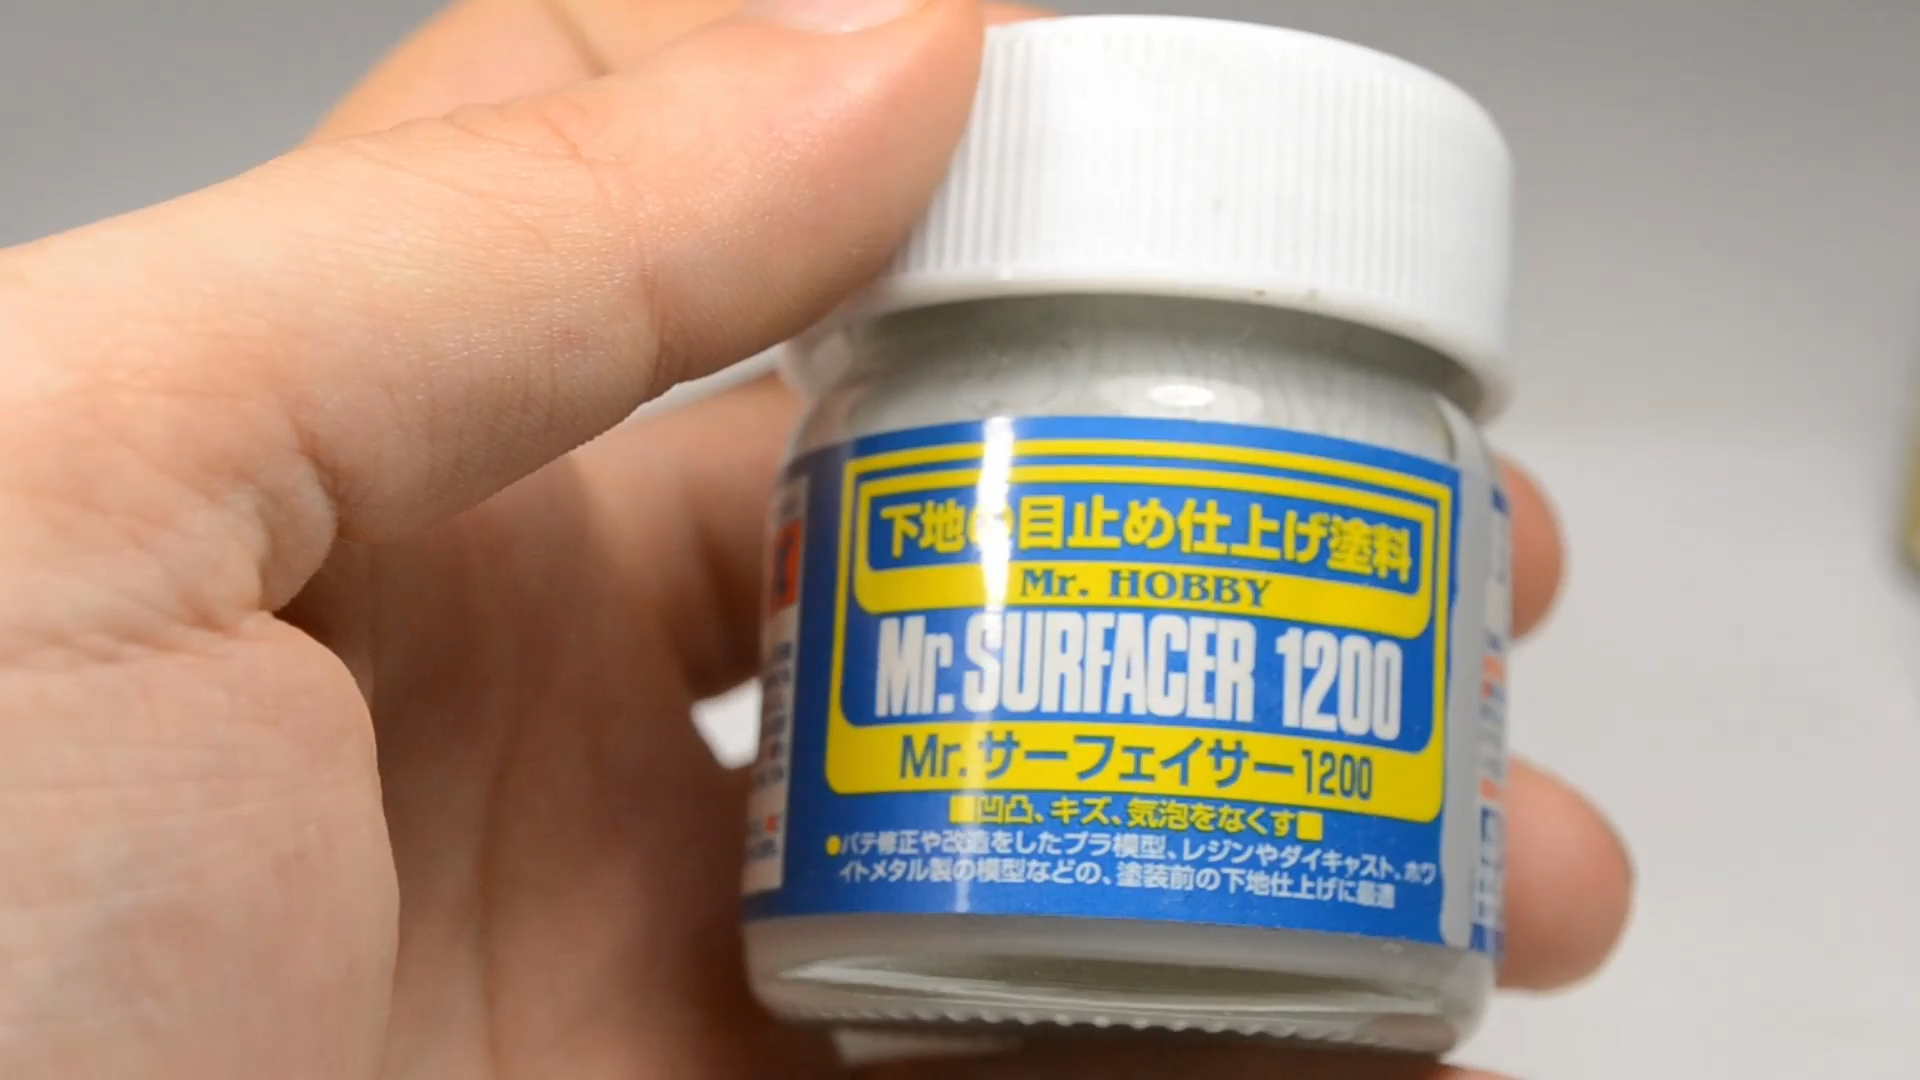 下地の目止め仕上げ塗料
Mr. HOBBY
Mr. SURFACER 1200
Mr.サーフェイサー1200
■凹凸、キズ、気泡をなくす■
●パテ修正や改造をしたプラ模型、レジンやダイキャスト、ホワ
イトメタル製の模型などの、塗装前の下地仕上げに最適